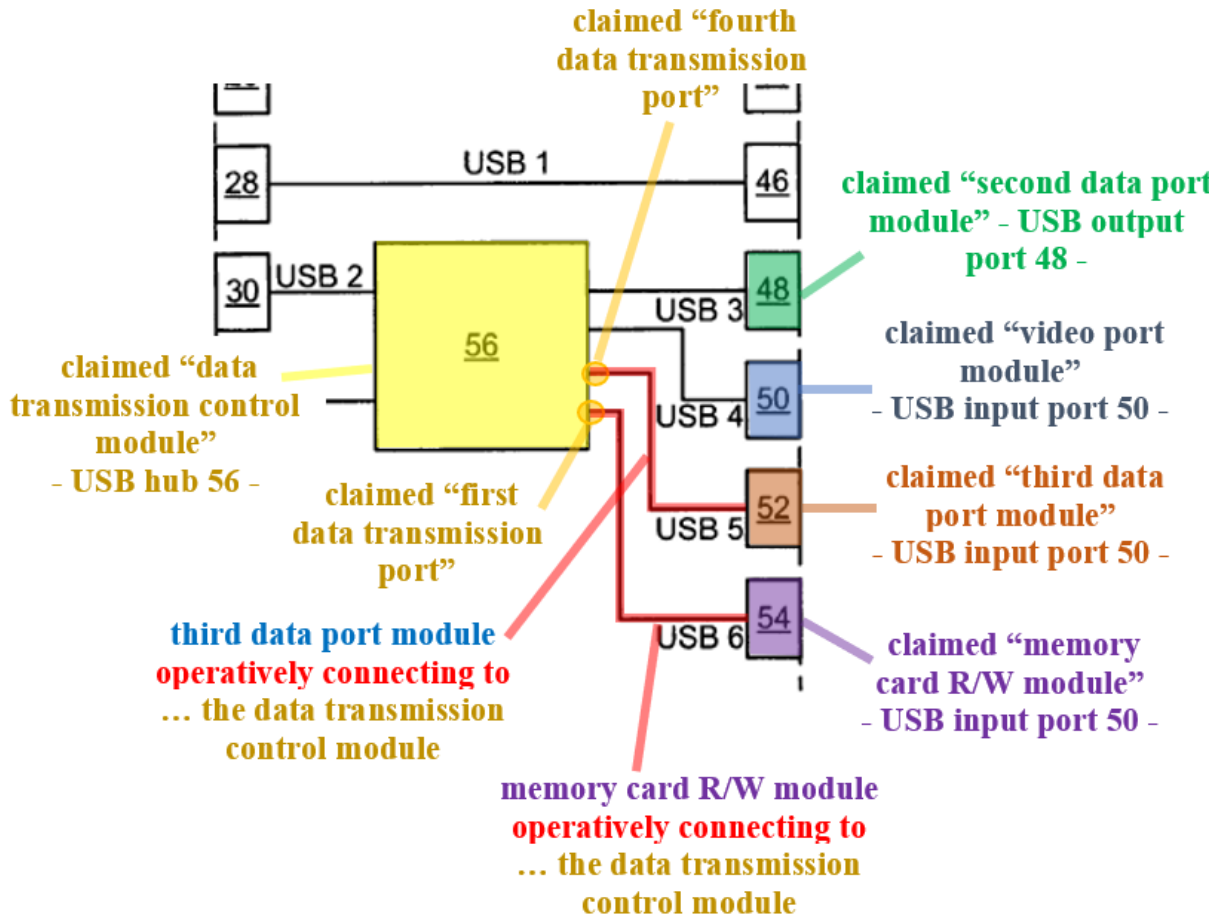 claimed “fourth
data transmission
port”
28
USB 1
46
claimed “second data port
module” - USB output
port 48 -
30
USB 2
56
48
USB 3
claimed “video port
module”
- USB input port 50 -
50
USB 4
claimed “data
transmission control
module”
- USB hub 56 -
claimed “first
data transmission
port”
52
USB 5
claimed “third data
port module”
- USB input port 50 -
third data port module
operatively connecting to
… the data transmission
control module
54
USB 6
claimed “memory
card R/W module”
- USB input port 50 -
memory card R/W module
operatively connecting to
… the data transmission
control module